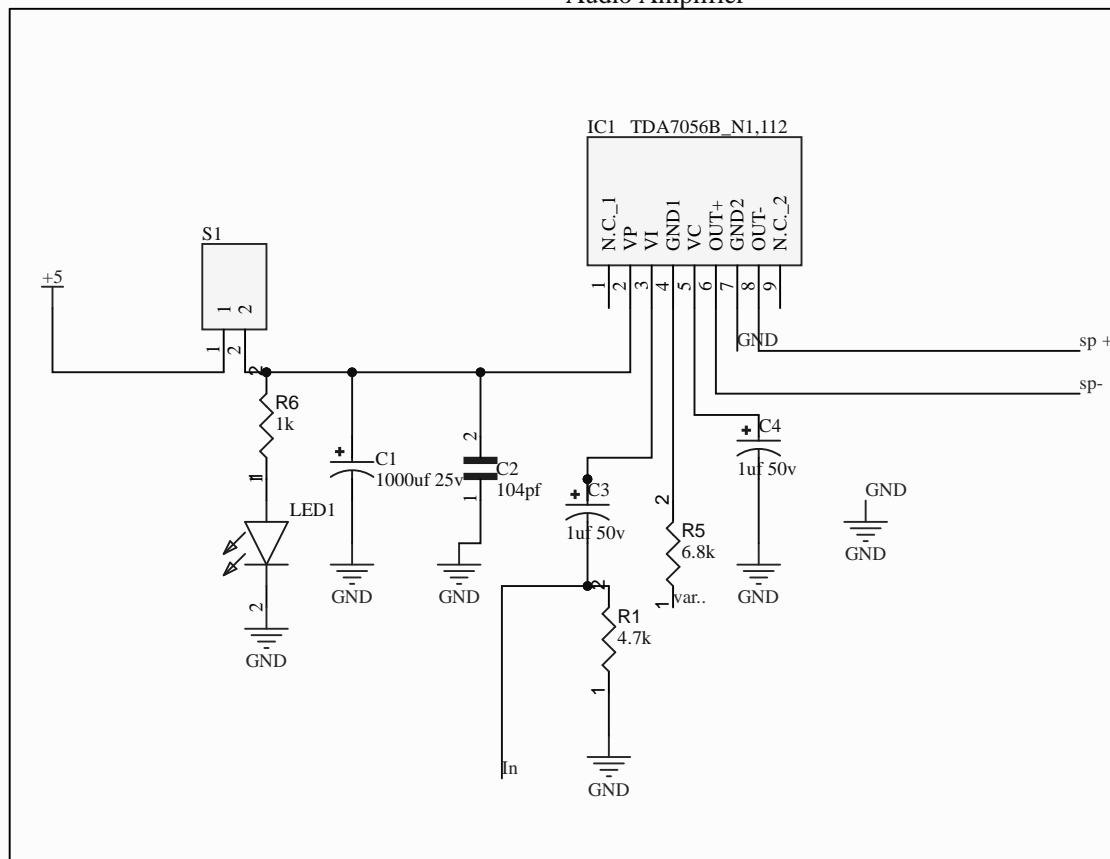 Audio Amplifier
IC1 TDA7056B_N1,112
N.C._1
VP
VI
GND1
VC
OUT+
GND2
OUT-
N.C._2
1
2
3
4
5
6
7
8
9
S1
1
2
1
2
+5
GND
sp +
sp-
2
R6
1k
1
1
LED1
2
GND
+
C1
1000uf 25v
GND
2
C2
104pf
1
GND
+
C3
1uf 50v
2
R5
6.8k
1
var..
+
C4
1uf 50v
GND
GND
GND
2
R1
4.7k
1
In
GND